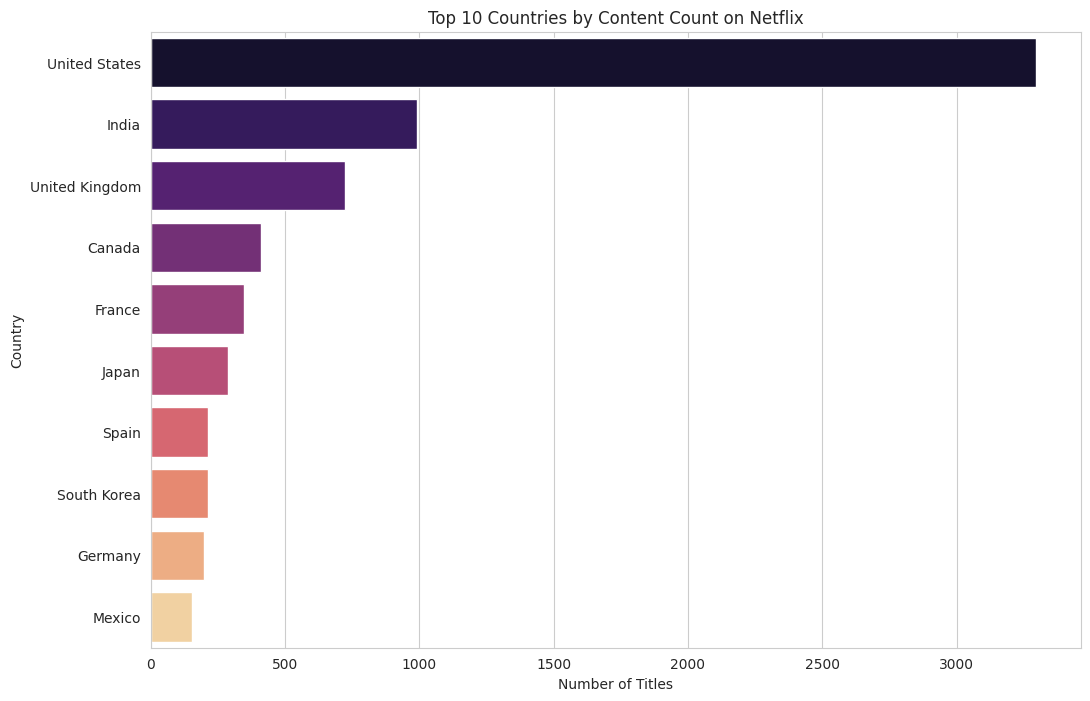 Top 10 Countries by Content Count on Netflix
United States
India
United Kingdom
Canada
France
Japan
Spain
South Korea
Germany
Mexico
Country
0 500 1000 1500 2000 2500 3000
Number of Titles